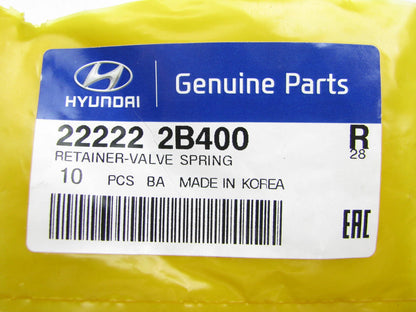 HYUNDAI
Genuine Parts
22222 2B400 R
RETAINER-VALVE SPRING 28
10 PCS BA MADE IN KOREA
EAC